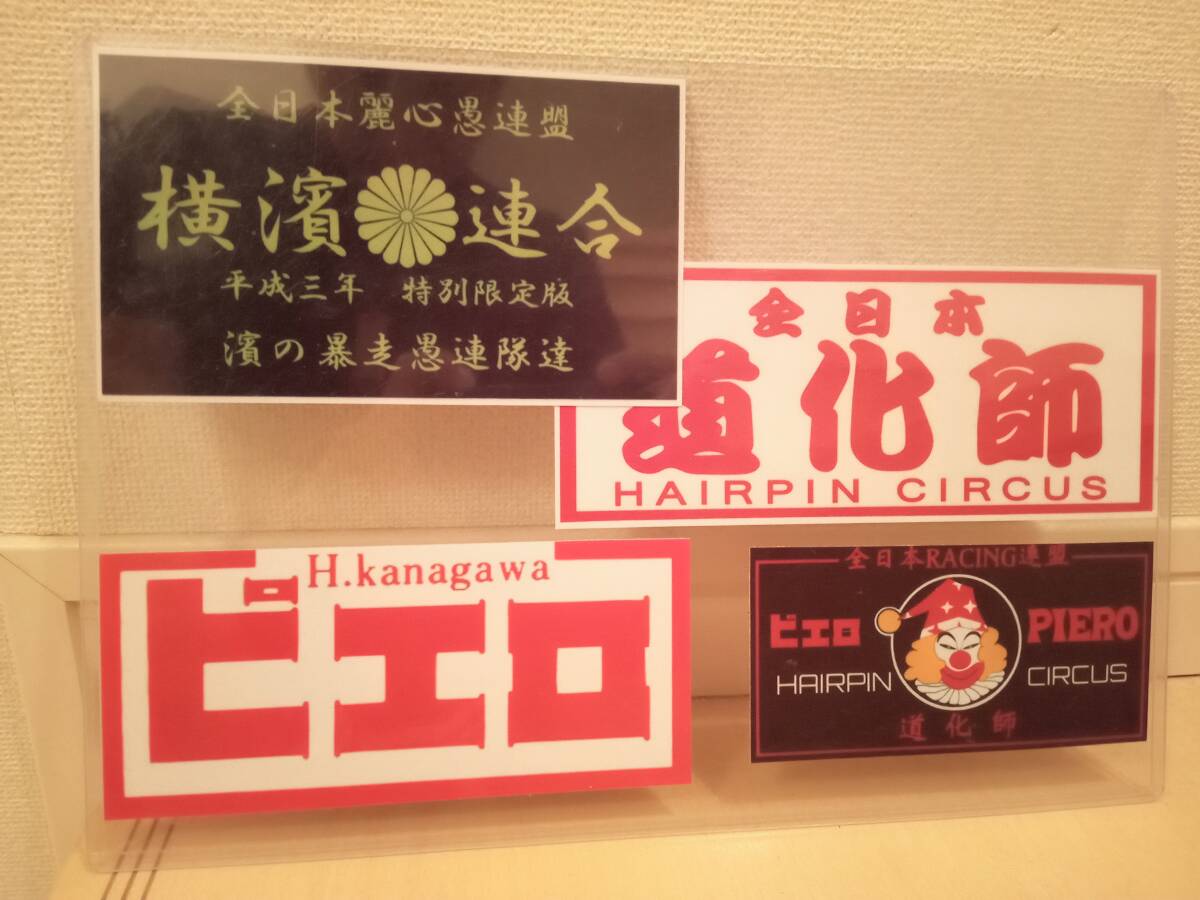 全日本麗心愚連盟
横濱連合
平成三年 特別限定版
濱の暴走愚連隊達
全日本
道化師
HAIRPIN CIRCUS
H.kanagawa
ピエロ
全日本RACING連盟
ピエロ PIERO
HAIRPIN CIRCUS
道化師